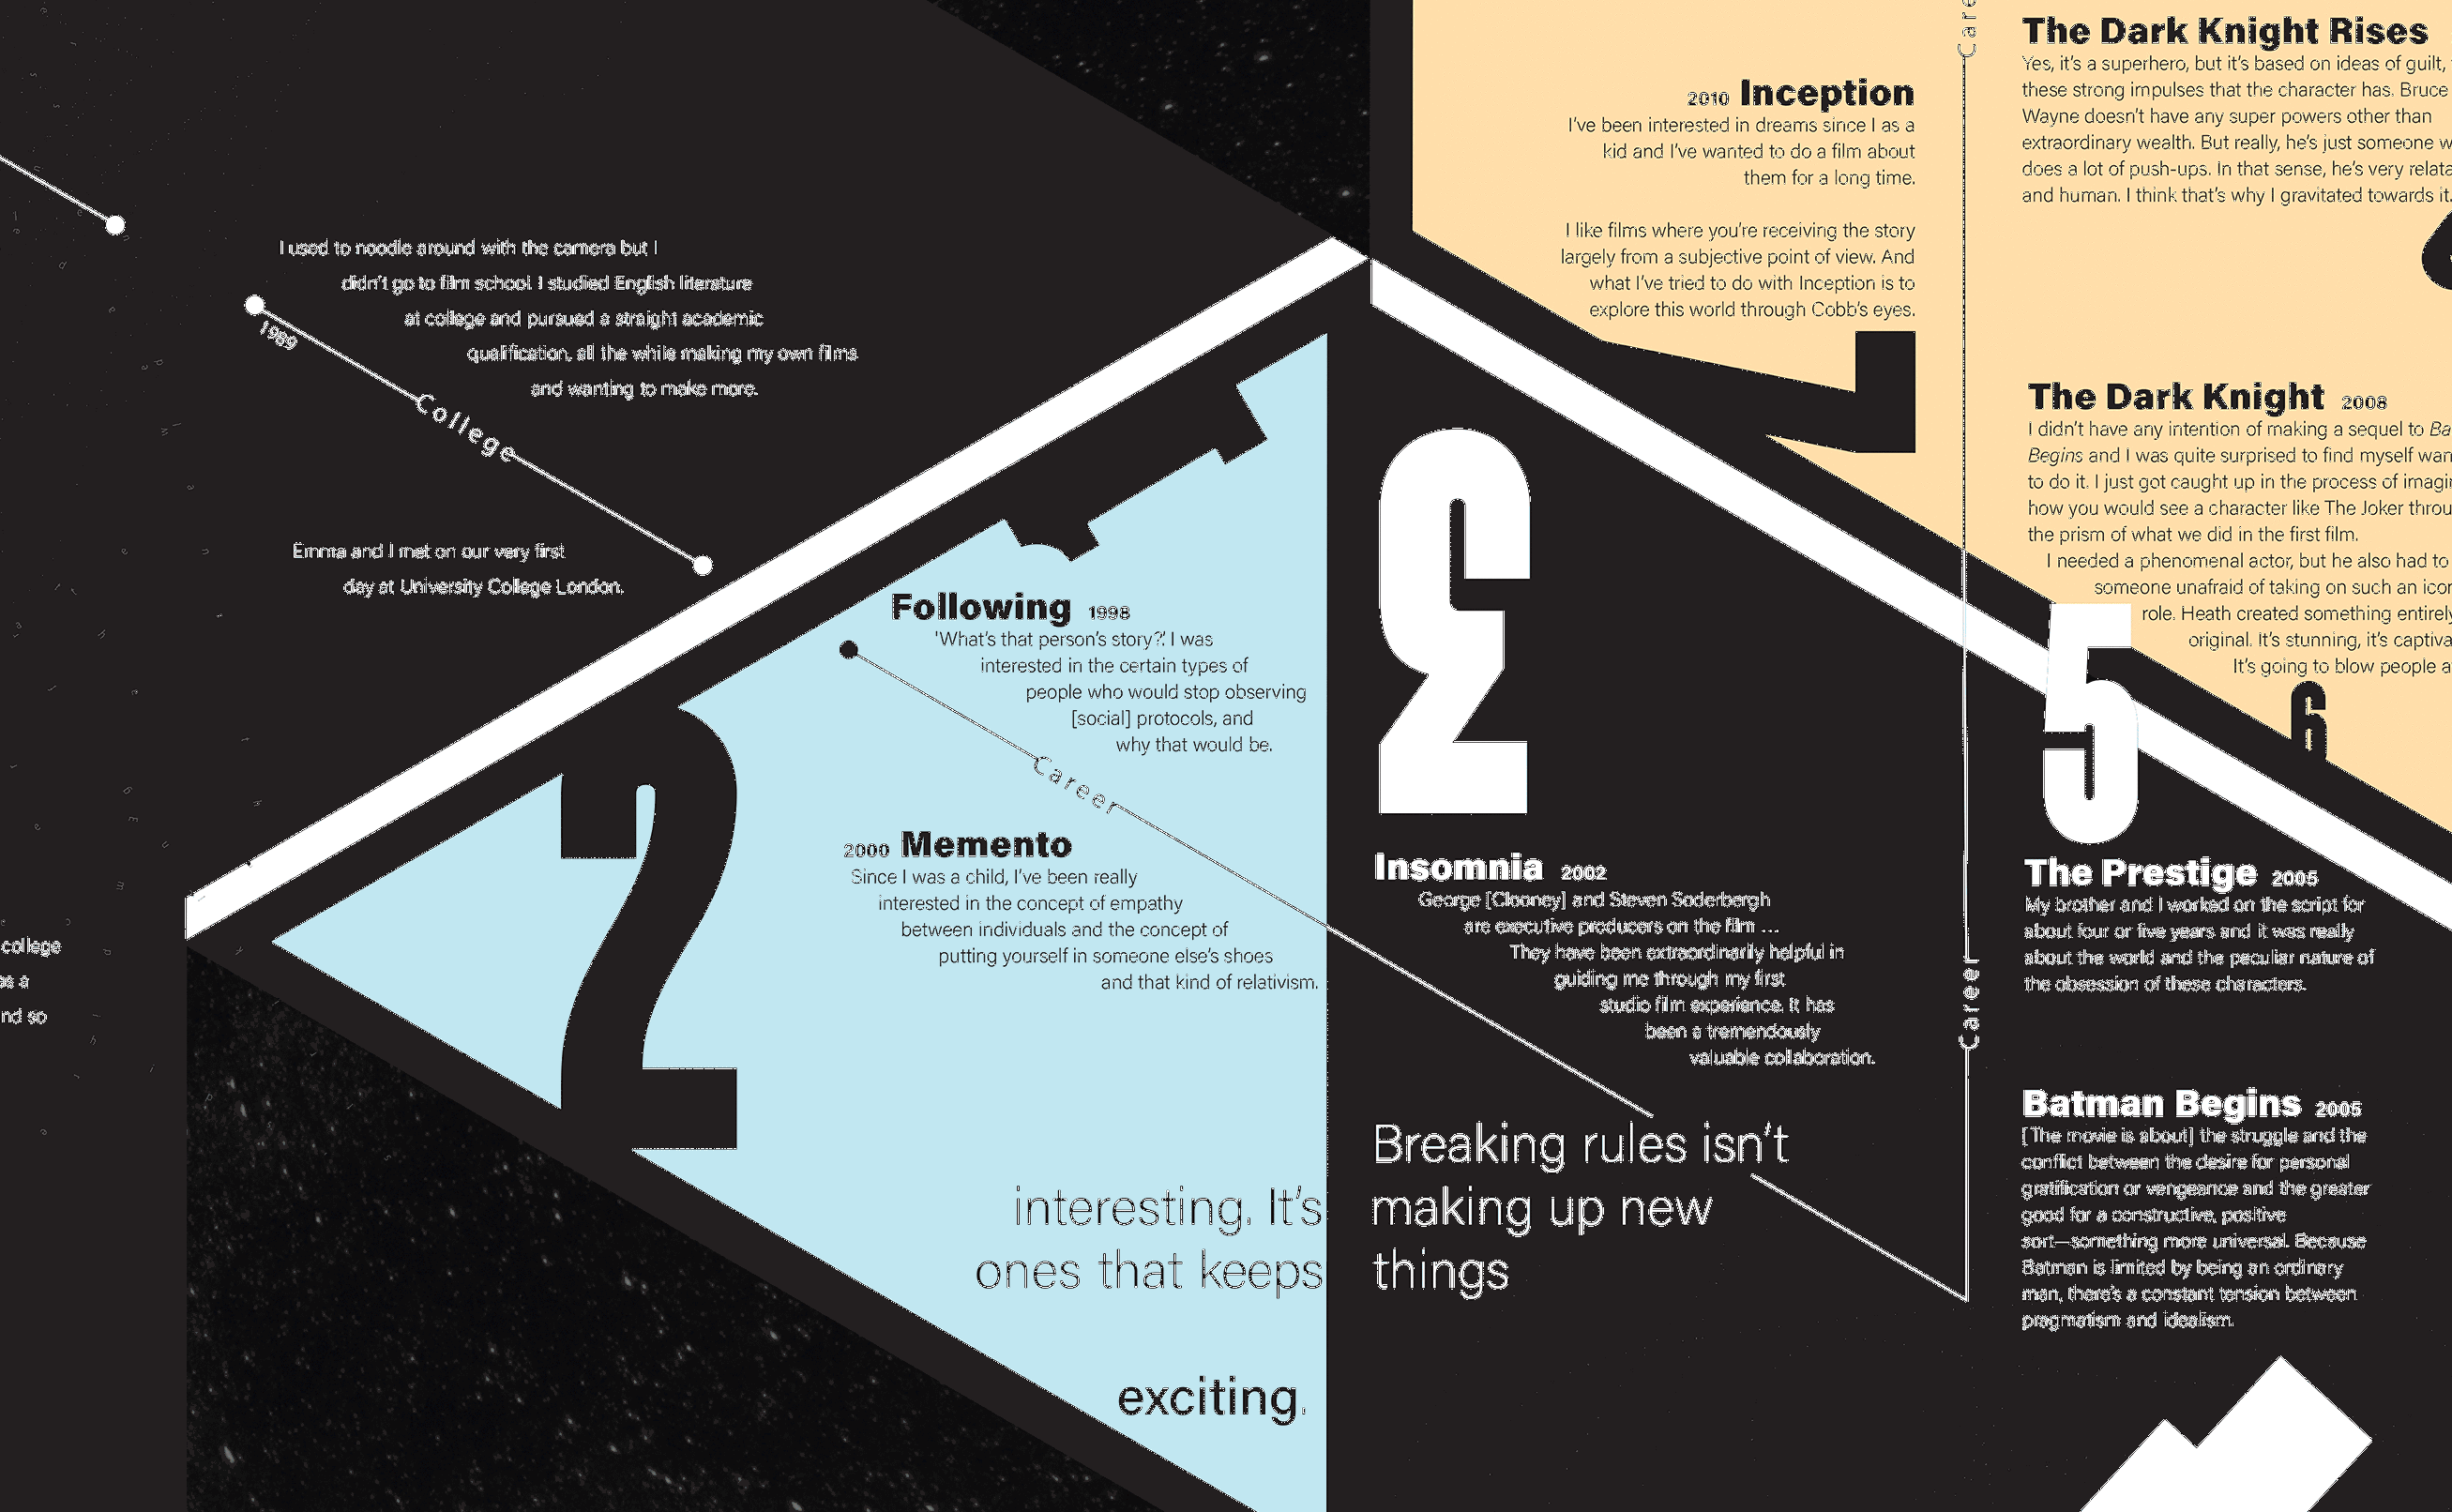 I used to noodle around with the camera but I
didn't go to film school. I studied English literature
at college and pursued a straight academic
qualification, all the while making my own films
and wanting to make more.
1989
College
Emma and I met on our very first
day at University College London.
college
as a
nd so
Following 1998
'What's that person's story?'. I was
interested in the certain types of
people who would stop observing
[social] protocols, and
why that would be.
Career
2
2000 Memento
Since I was a child, I've been really
interested in the concept of empathy
between individuals and the concept of
putting yourself in someone else's shoes
and that kind of relativism.
interesting. It's
ones that keeps
exciting.
2010 Inception
I've been interested in dreams since I as a
kid and I've wanted to do a film about
them for a long time.
I like films where you're receiving the story
largely from a subjective point of view. And
what I've tried to do with Inception is to
explore this world through Cobb's eyes.
Insomnia 2002
George [Clooney] and Steven Soderbergh
are executive producers on the film ...
They have been extraordinarily helpful in
guiding me through my first
studio film experience. It has
been a tremendously
valuable collaboration.
Breaking rules isn't
making up new
things
Care
Career
The Dark Knight Rises
Yes, it's a superhero, but it's based on ideas of guilt,
these strong impulses that the character has. Bruce
Wayne doesn't have any super powers other than
extraordinary wealth. But really, he's just someone w
does a lot of push-ups. In that sense, he's very relata
and human. I think that's why I gravitated towards it.
The Dark Knight 2008
I didn't have any intention of making a sequel to Ba
Begins and I was quite surprised to find myself wan
to do it. I just got caught up in the process of imagin
how you would see a character like The Joker throu
the prism of what we did in the first film.
I needed a phenomenal actor, but he also had to
someone unafraid of taking on such an icon
role. Heath created something entirely
original. It's stunning, it's captiva
It's going to blow people a
5
6
The Prestige 2005
My brother and I worked on the script for
about four or five years and it was really
about the world and the peculiar nature of
the obsession of these characters.
Batman Begins 2005
[The movie is about] the struggle and the
conflict between the desire for personal
gratification or vengeance and the greater
good for a constructive, positive
sort—something more universal. Because
Batman is limited by being an ordinary
man, there's a constant tension between
pragmatism and idealism.